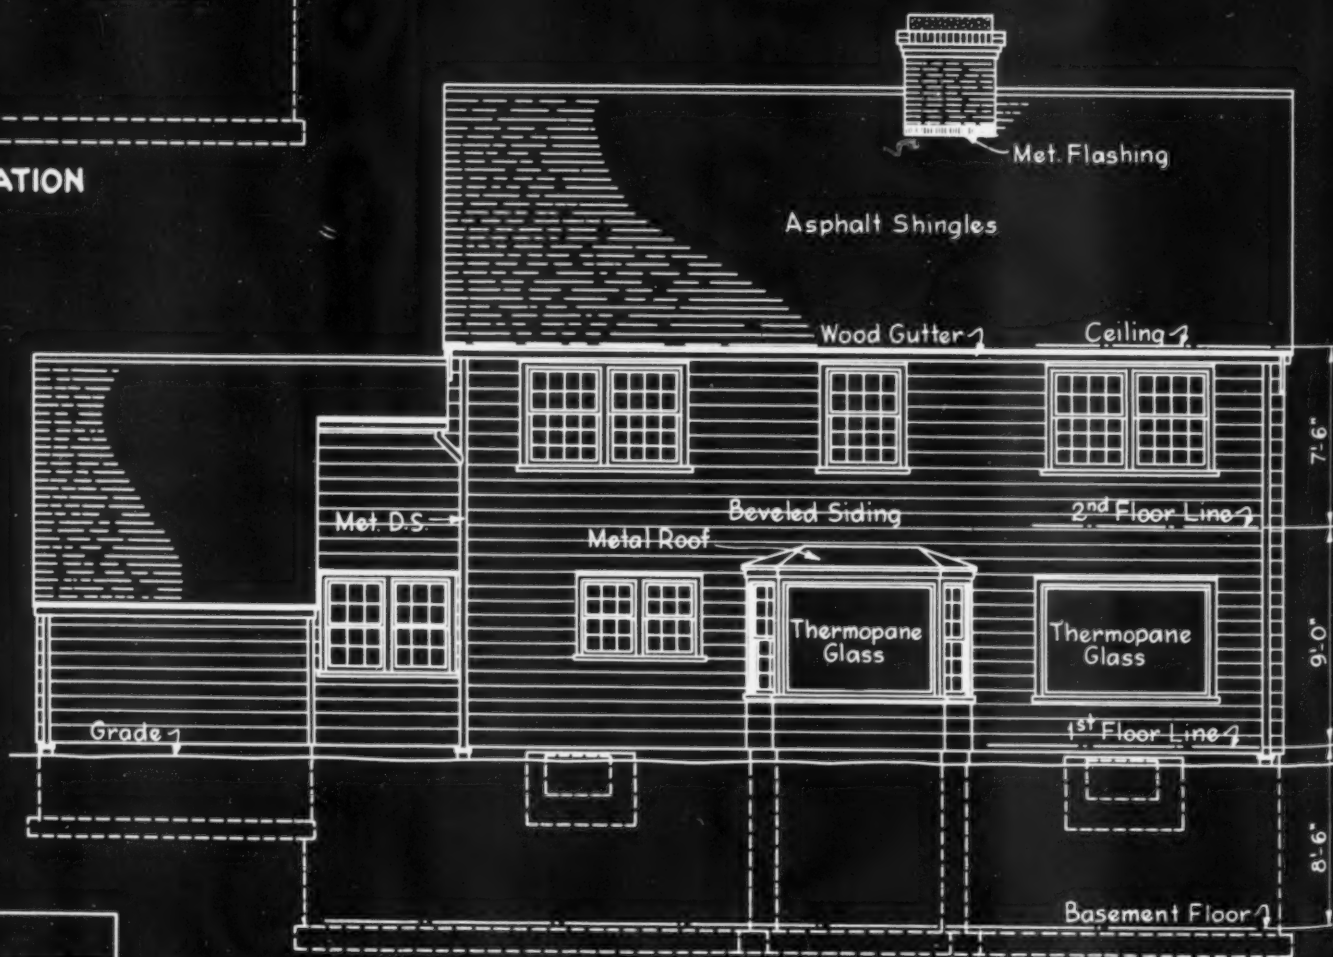 ATION
Met. Flashing
Asphalt Shingles
Wood Gutter
Ceiling
7'-6"
Beveled Siding
2nd Floor Line
Met. D.S.
Metal Roof
Thermopane
Glass
Thermopane
Glass
9'-0"
Grade
1st Floor Line
8'-6"
Basement Floor